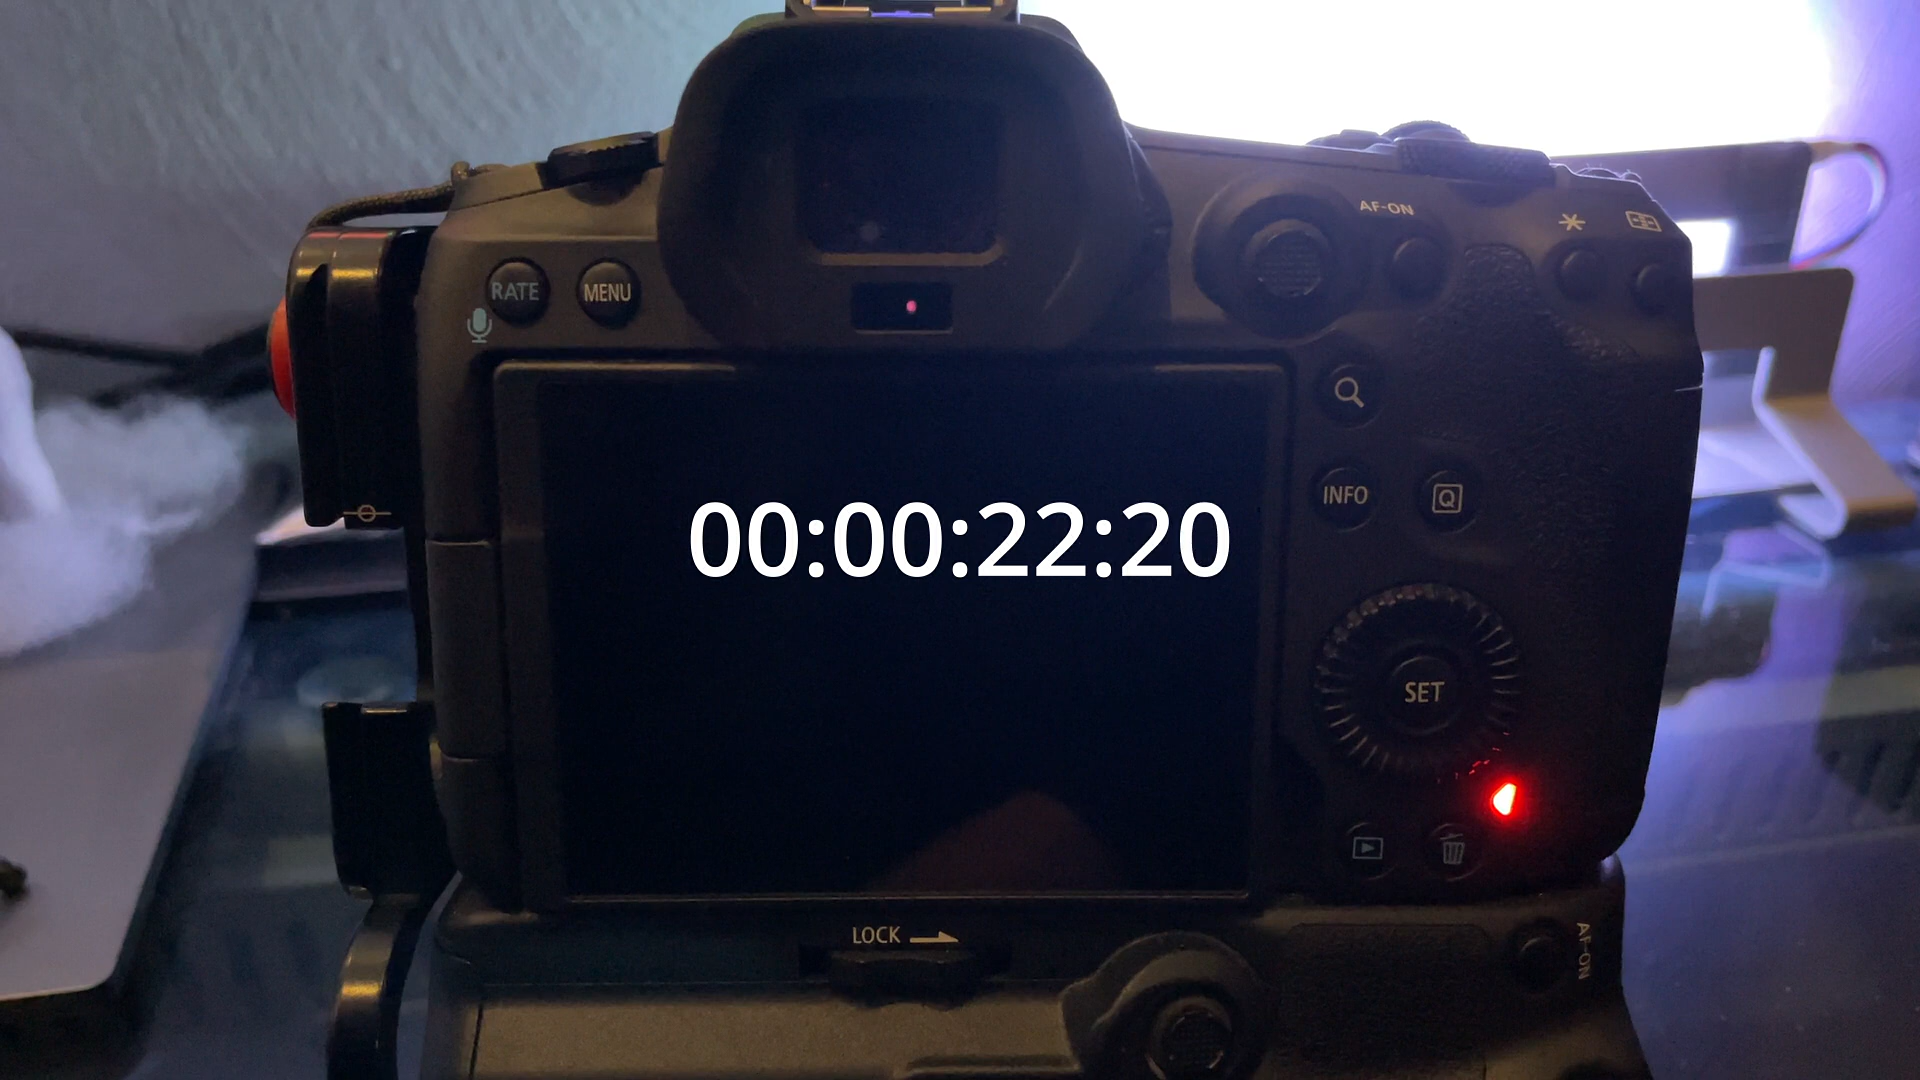 AF-ON
RATE
MENU
INFO
Q
00:00:22:20
SET
LOCK
AF-ON